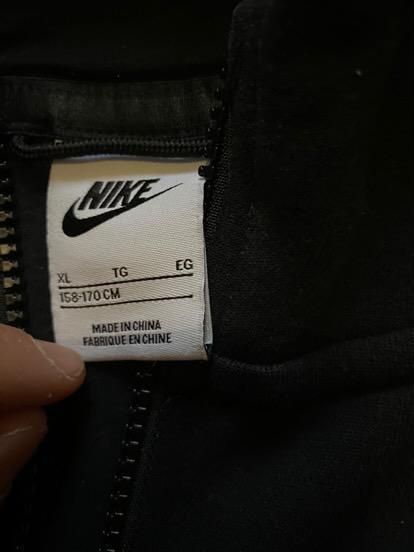 NIKE
XL TG EG
158-170 CM
MADE IN CHINA
FABRIQUE EN CHINE